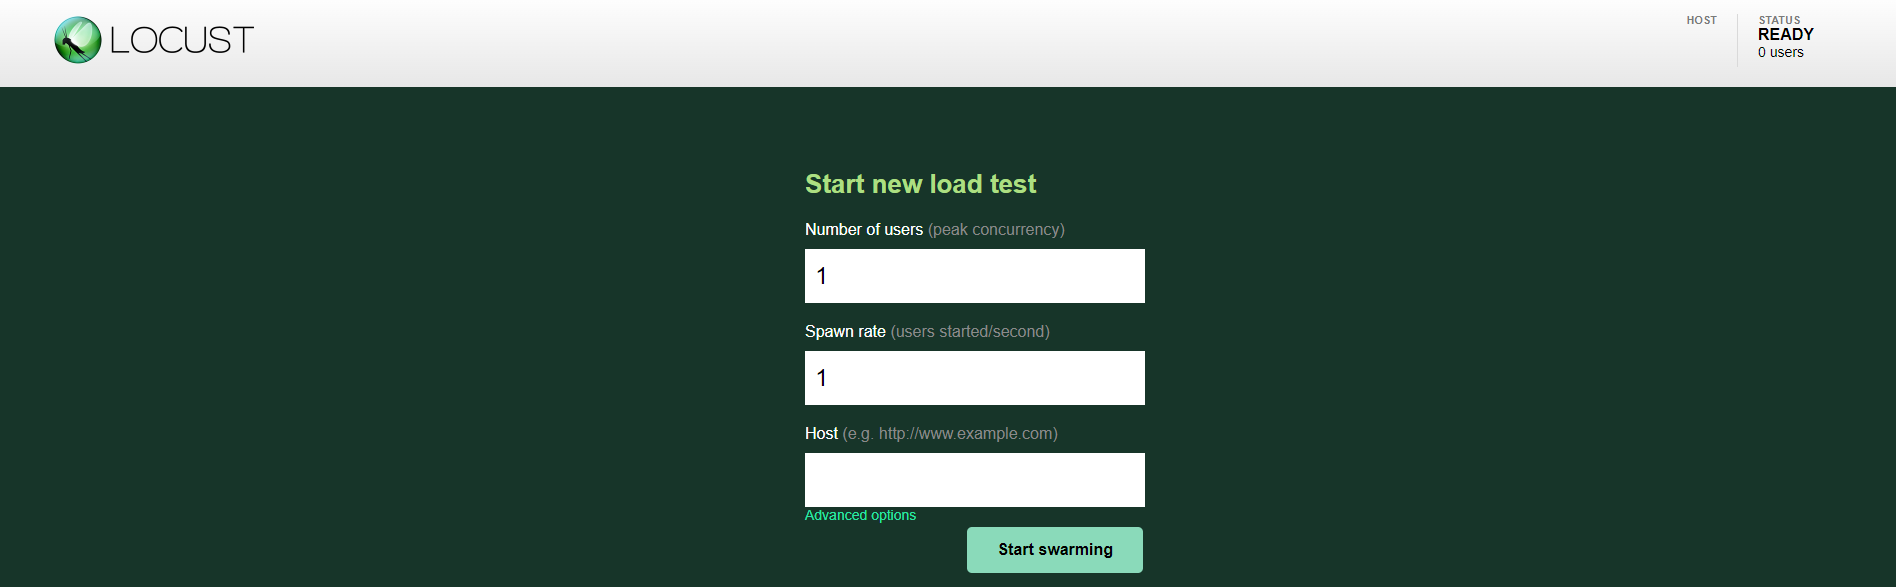 LOCUST
HOST
STATUS
READY
0 users
Start new load test
Number of users (peak concurrency)
1
Spawn rate (users started/second)
1
Host (e.g. http://www.example.com)
Advanced options
Start swarming